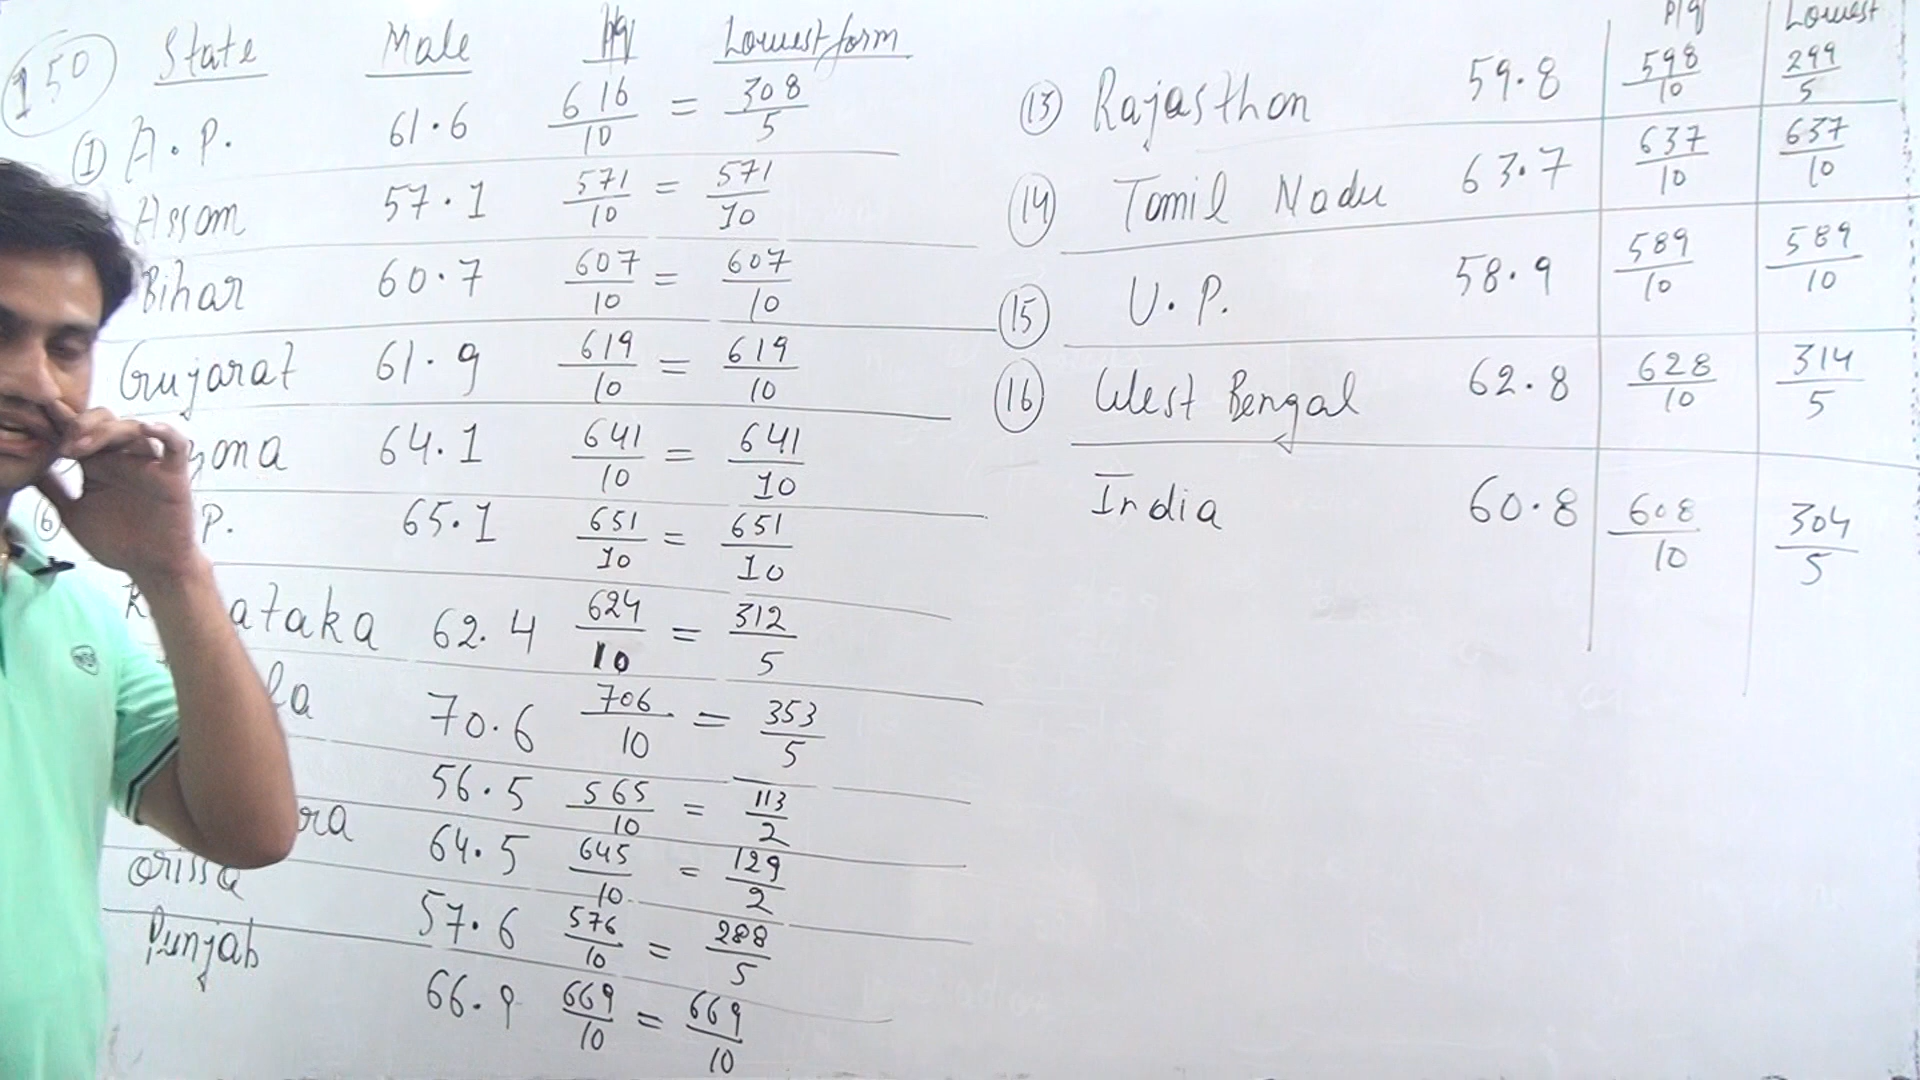 150
State Male P/q Lowest form
① A.P. 61.6 616/10 = 308/5
Assam 57.1 571/10 = 571/10
Bihar 60.7 607/10 = 607/10
Gujarat 61.9 619/10 = 619/10
yana 64.1 641/10 = 641/10
⑥ P. 65.1 651/10 = 651/10
K ataka 62.4 624/10 = 312/5
la 70.6 706/10 = 353/5
56.5 565/10 = 113/2
ra 64.5 645/10 = 129/2
Orissa 57.6 576/10 = 288/5
Punjab 66.9 669/10 = 669/10
P/q Lowest
⑬ Rajasthan 59.8 598/10 299/5
⑭ Tamil Nadu 63.7 637/10 637/10
⑮ U.P. 58.9 589/10 589/10
⑯ West Bengal 62.8 628/10 314/5
India 60.8 608/10 304/5